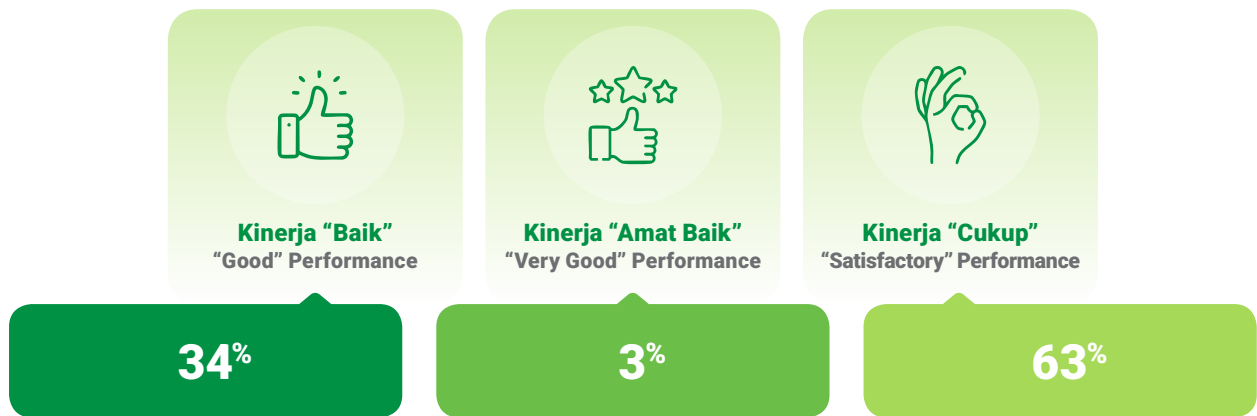 Kinerja “Baik”
“Good” Performance
Kinerja “Amat Baik”
“Very Good” Performance
Kinerja “Cukup”
“Satisfactory” Performance
34%
3%
63%